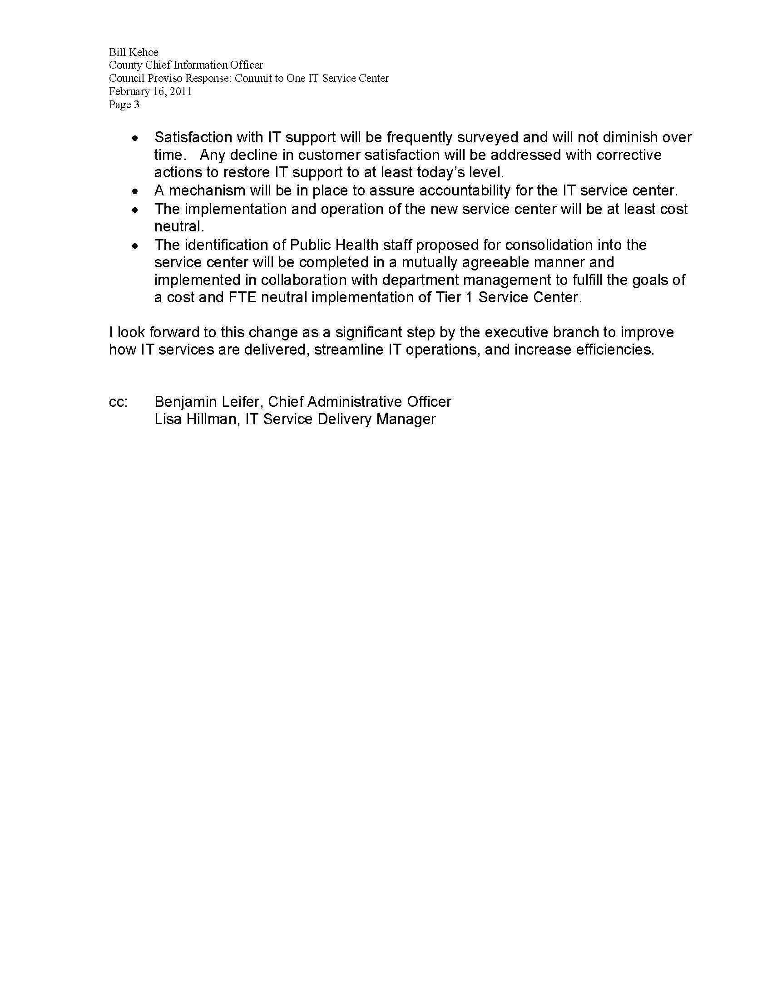 Bill Kehoe
County Chief Information Officer
Council Proviso Response: Commit to One IT Service Center
February 16, 2011
Page 3
• Satisfaction with IT support will be frequently surveyed and will not diminish over
time.   Any decline in customer satisfaction will be addressed with corrective
actions to restore IT support to at least today’s level.
• A mechanism will be in place to assure accountability for the IT service center.
• The implementation and operation of the new service center will be at least cost
neutral.
• The identification of Public Health staff proposed for consolidation into the
service center will be completed in a mutually agreeable manner and
implemented in collaboration with department management to fulfill the goals of
a cost and FTE neutral implementation of Tier 1 Service Center.
I look forward to this change as a significant step by the executive branch to improve
how IT services are delivered, streamline IT operations, and increase efficiencies.
cc: Benjamin Leifer, Chief Administrative Officer
Lisa Hillman, IT Service Delivery Manager